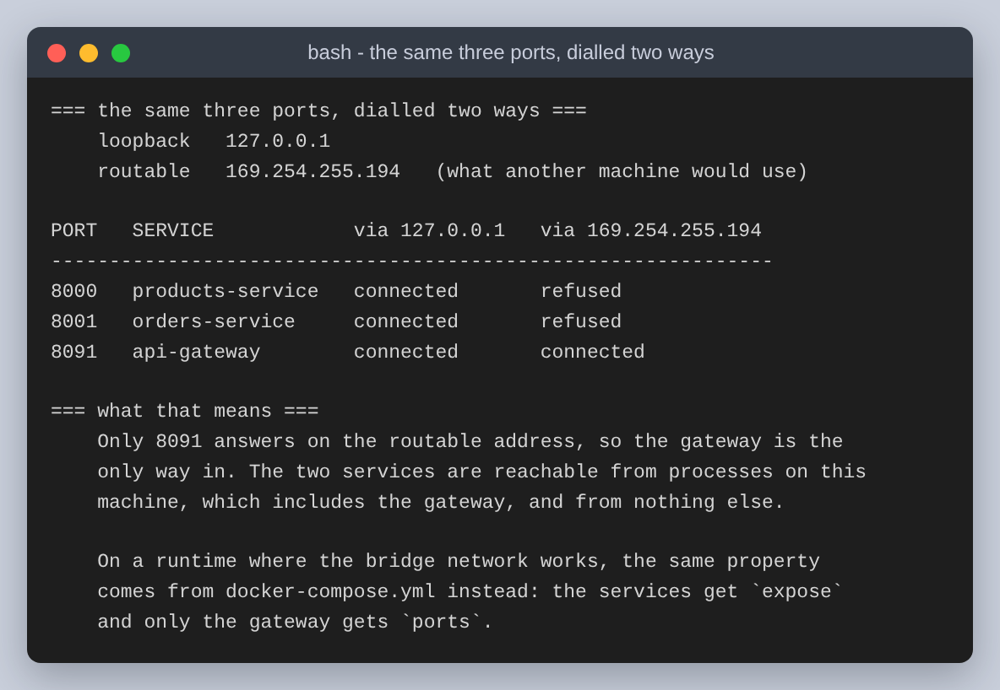 bash - the same three ports, dialled two ways
=== the same three ports, dialled two ways ===
    loopback   127.0.0.1
    routable   169.254.255.194   (what another machine would use)
PORT   SERVICE            via 127.0.0.1   via 169.254.255.194
--------------------------------------------------------------
8000   products-service   connected       refused
8001   orders-service     connected       refused
8091   api-gateway        connected       connected
=== what that means ===
    Only 8091 answers on the routable address, so the gateway is the
    only way in. The two services are reachable from processes on this
    machine, which includes the gateway, and from nothing else.
    On a runtime where the bridge network works, the same property
    comes from docker-compose.yml instead: the services get `expose`
    and only the gateway gets `ports`.